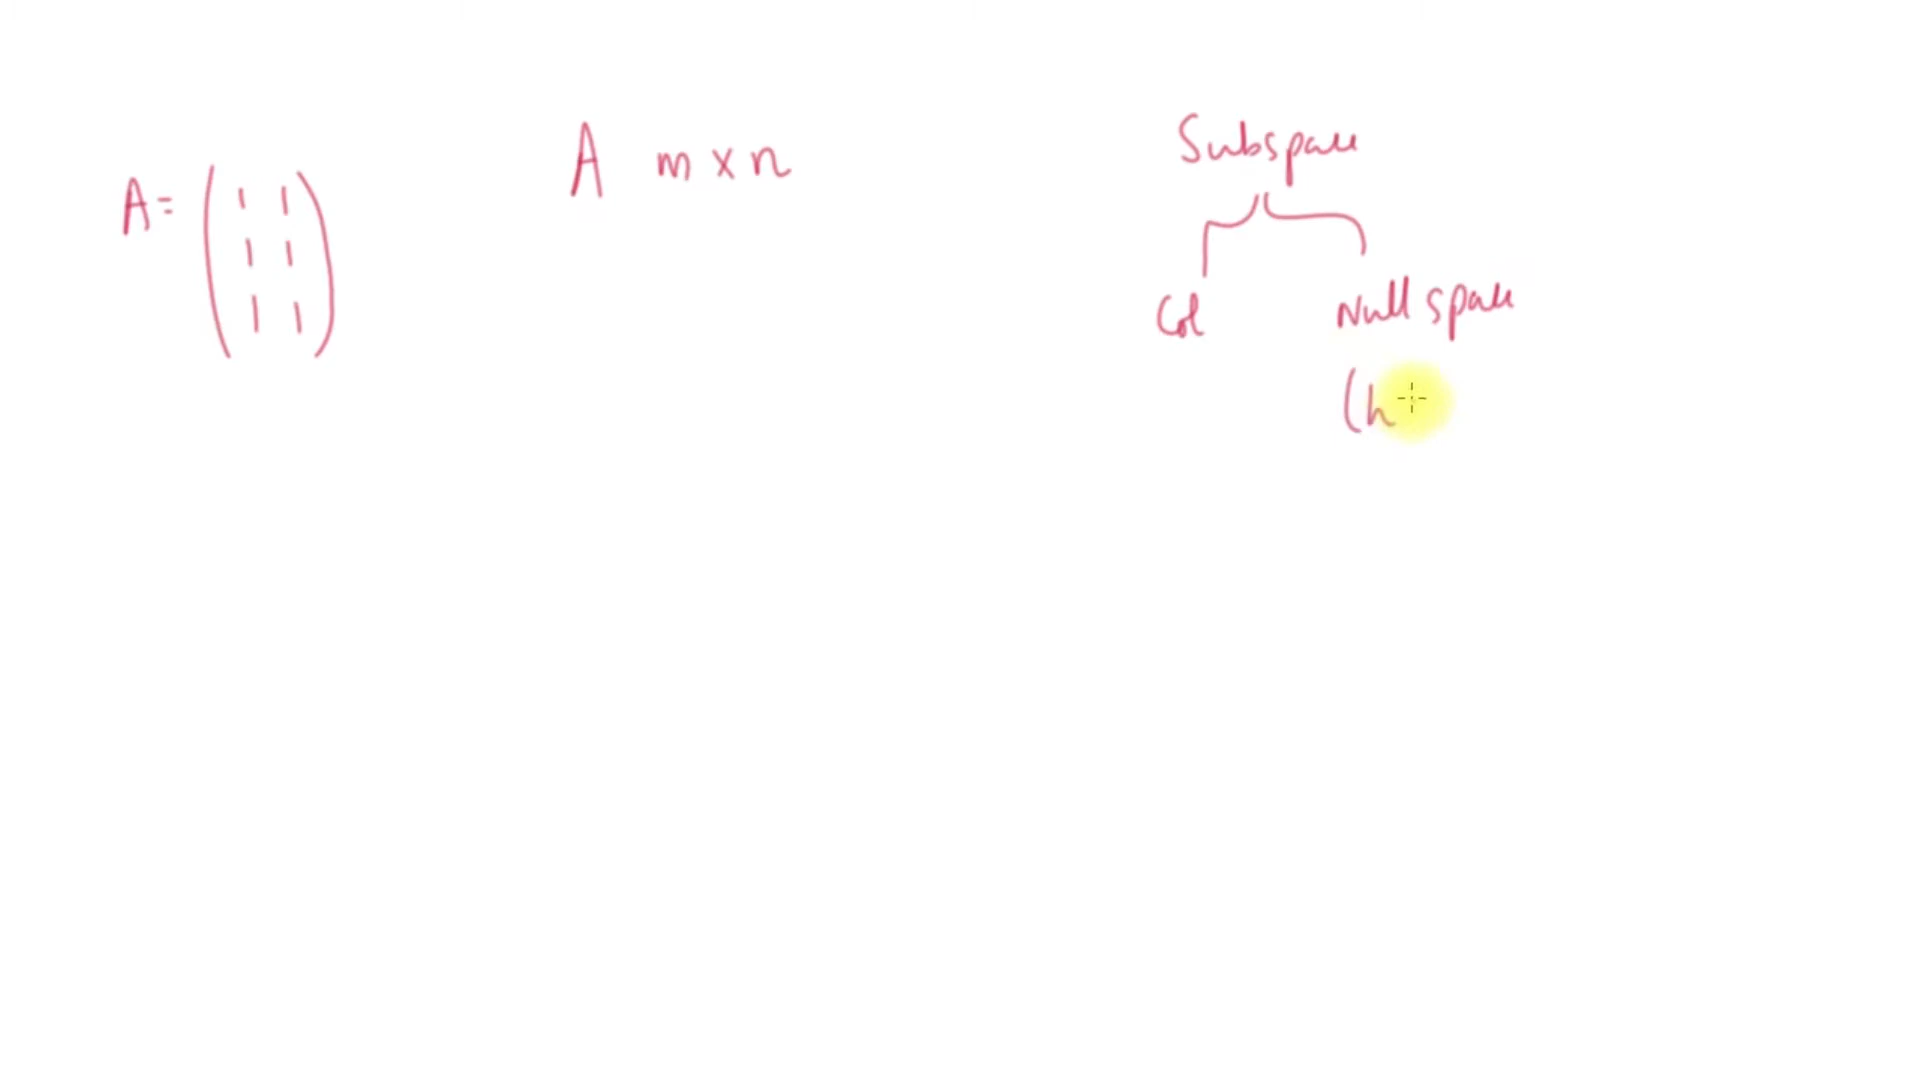 A = ( 1 1
1 1
1 1 )
A m × n
Subspace
Col Null space
(h